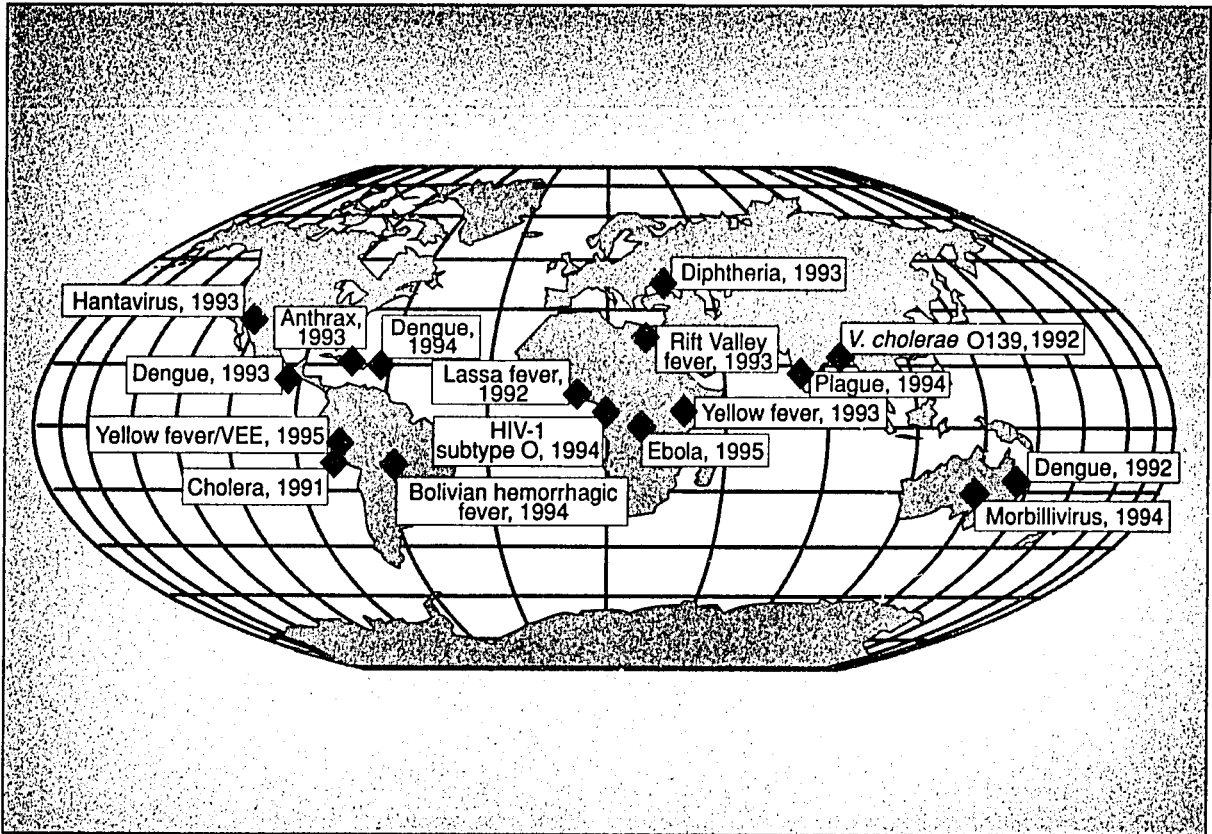 Diphtheria, 1993
Hantavirus, 1993
Anthrax,
1993
Dengue,
1994
Rift Valley
fever, 1993
V. cholerae O139, 1992
Dengue, 1993
Lassa fever,
1992
Plague, 1994
Yellow fever, 1993
Yellow fever/VEE, 1995
HIV-1
subtype O, 1994
Ebola, 1995
Cholera, 1991
Bolivian hemorrhagic
fever, 1994
Dengue, 1992
Morbillivirus, 1994